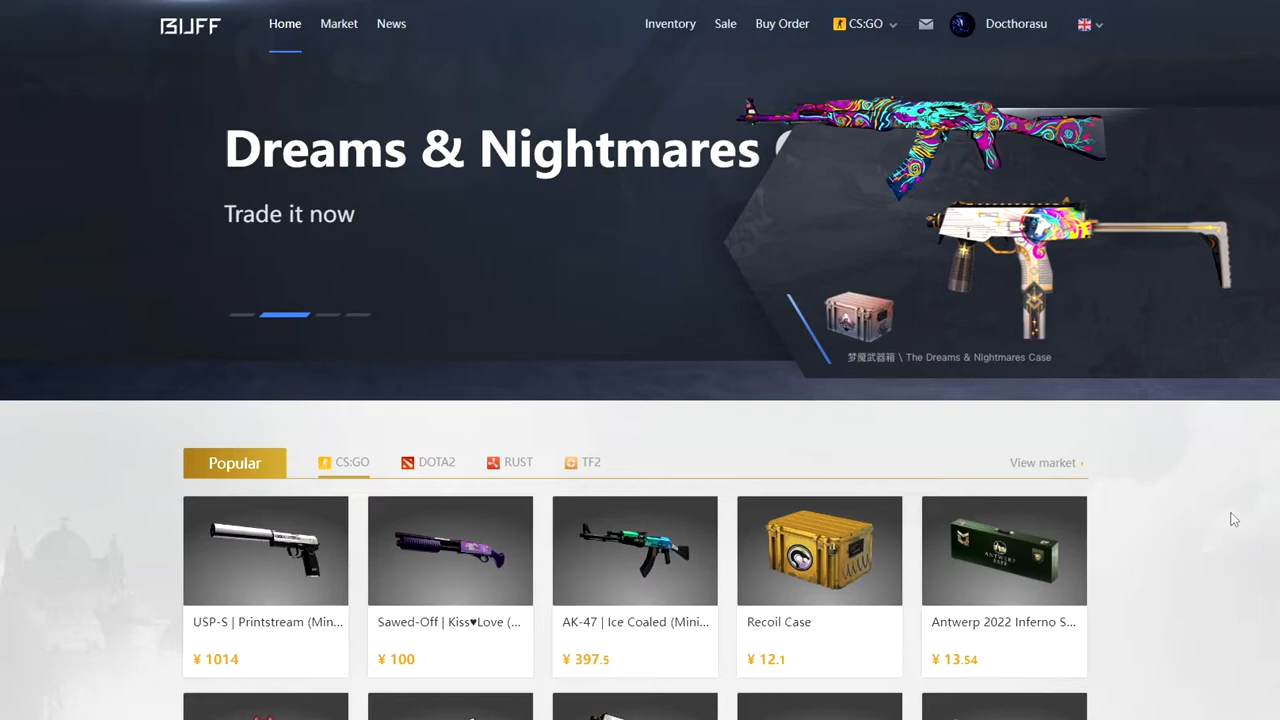 BUFF Home Market News Inventory Sale Buy Order CS:GO Docthorasu
Dreams & Nightmares
Trade it now
梦魇武器箱 \ The Dreams & Nightmares Case
Popular CS:GO DOTA2 RUST TF2 View market
ANTWERP
USP-S | Printstream (Min... Sawed-Off | Kiss♥Love (... AK-47 | Ice Coaled (Mini... Recoil Case Antwerp 2022 Inferno S...
¥ 1014 ¥ 100 ¥ 397.5 ¥ 12.1 ¥ 13.54